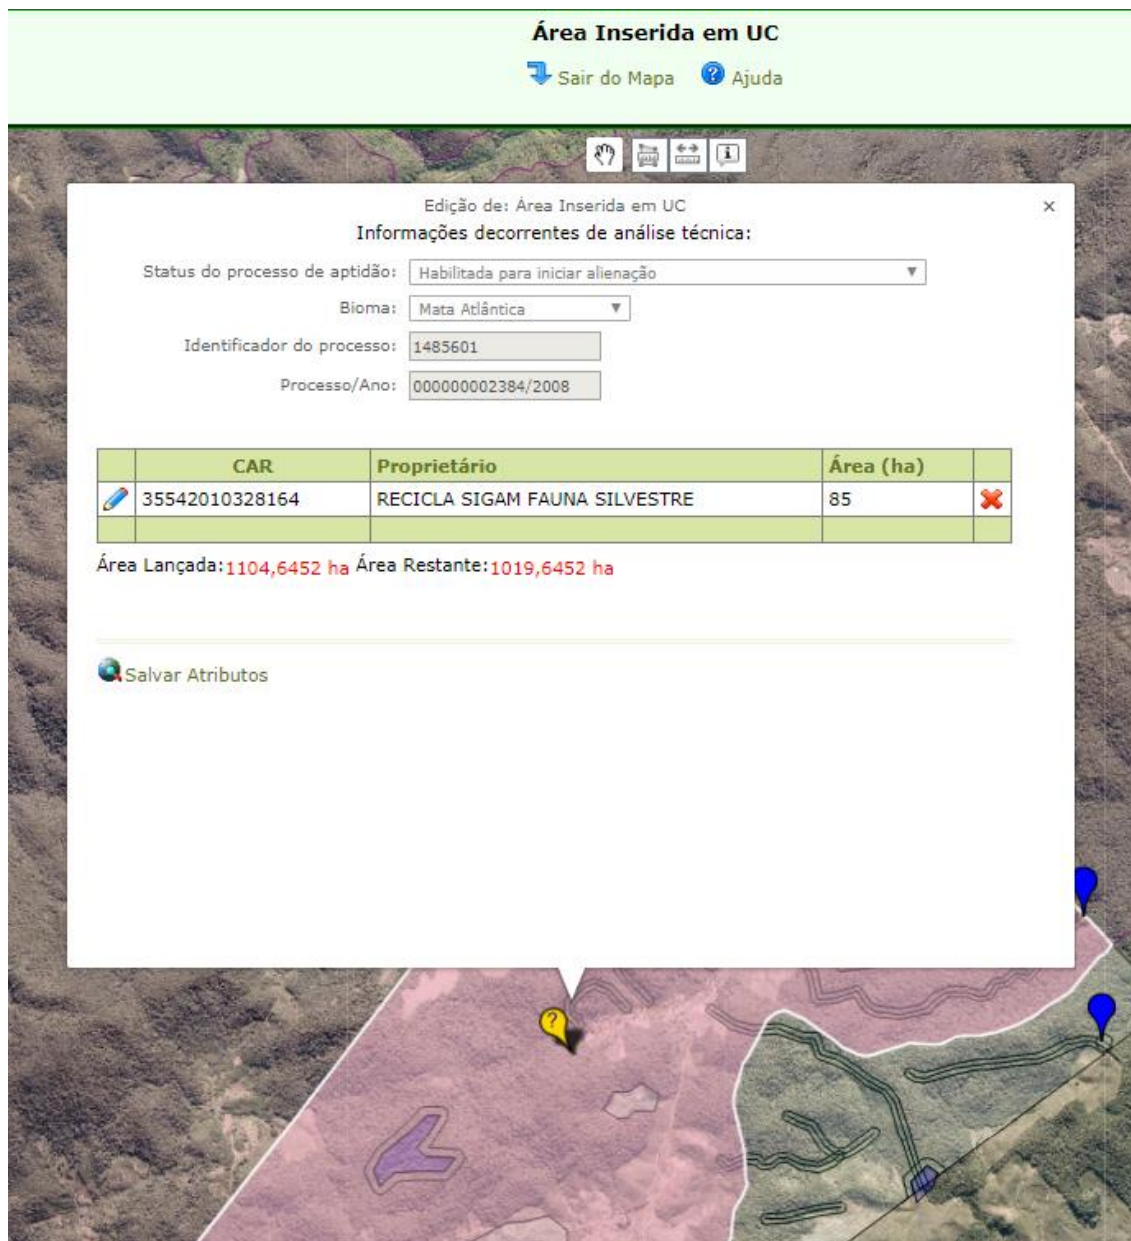 Área Inserida em UC
Sair do Mapa Ajuda
Edição de: Área Inserida em UC
Informações decorrentes de análise técnica:
Status do processo de aptidão: Habilitada para iniciar alienação
Bioma: Mata Atlântica
Identificador do processo: 1485601
Processo/Ano: 000000002384/2008
CAR Proprietário Área (ha)
35542010328164 RECICLA SIGAM FAUNA SILVESTRE 85
Área Lançada:1104,6452 ha Área Restante:1019,6452 ha
Salvar Atributos